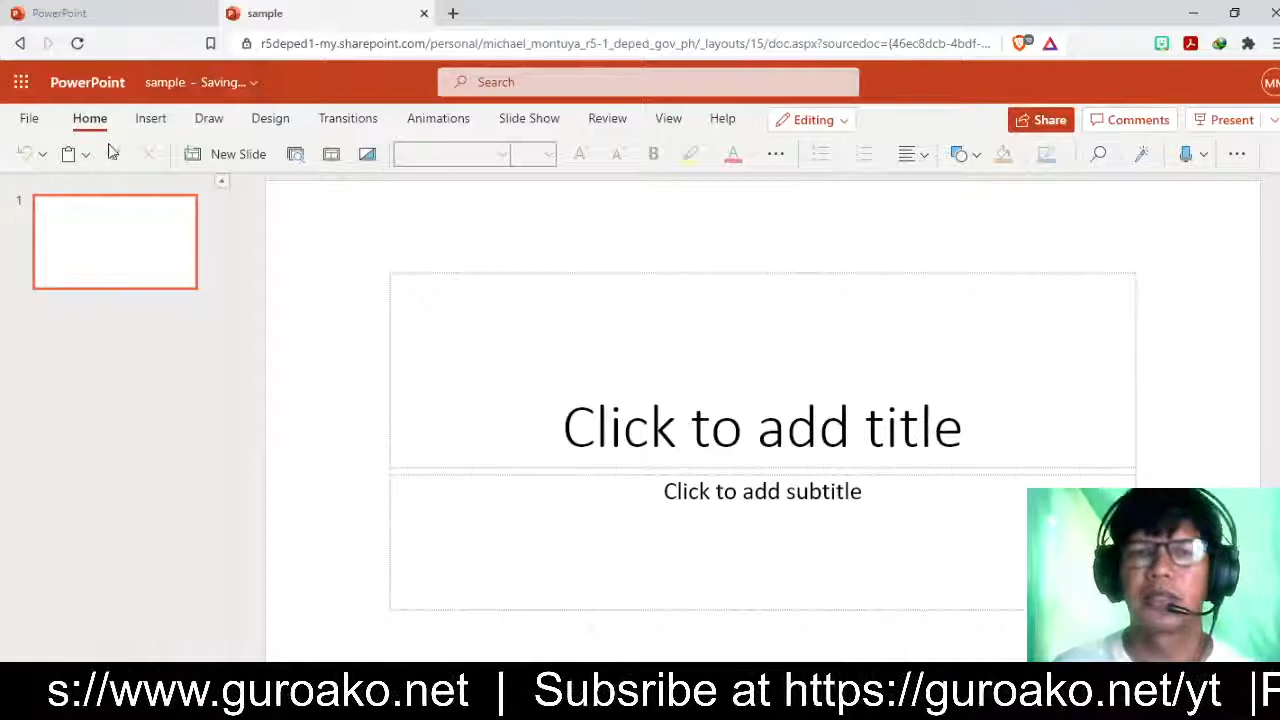 PowerPoint
sample
r5deped1-my.sharepoint.com/personal/michael_montuya_r5-1_deped_gov_ph/_layouts/15/doc.aspx?sourcedoc={46ec8dcb-4bdf-...
PowerPoint sample - Saving... Search MM
File Home Insert Draw Design Transitions Animations Slide Show Review View Help Editing Share Comments Present
New Slide B A
1
Click to add title
Click to add subtitle
s://www.guroako.net | Subsribe at https://guroako.net/yt |F